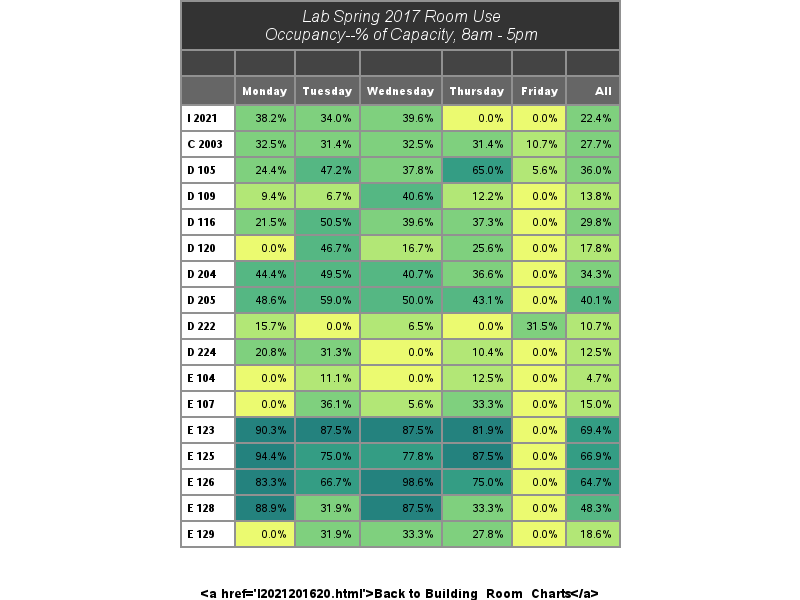 Lab Spring 2017 Room Use
Occupancy--% of Capacity, 8am - 5pm
Monday Tuesday Wednesday Thursday Friday All
I 2021 38.2% 34.0% 39.6% 0.0% 0.0% 22.4%
C 2003 32.5% 31.4% 32.5% 31.4% 10.7% 27.7%
D 105 24.4% 47.2% 37.8% 65.0% 5.6% 36.0%
D 109 9.4% 6.7% 40.6% 12.2% 0.0% 13.8%
D 116 21.5% 50.5% 39.6% 37.3% 0.0% 29.8%
D 120 0.0% 46.7% 16.7% 25.6% 0.0% 17.8%
D 204 44.4% 49.5% 40.7% 36.6% 0.0% 34.3%
D 205 48.6% 59.0% 50.0% 43.1% 0.0% 40.1%
D 222 15.7% 0.0% 6.5% 0.0% 31.5% 10.7%
D 224 20.8% 31.3% 0.0% 10.4% 0.0% 12.5%
E 104 0.0% 11.1% 0.0% 12.5% 0.0% 4.7%
E 107 0.0% 36.1% 5.6% 33.3% 0.0% 15.0%
E 123 90.3% 87.5% 87.5% 81.9% 0.0% 69.4%
E 125 94.4% 75.0% 77.8% 87.5% 0.0% 66.9%
E 126 83.3% 66.7% 98.6% 75.0% 0.0% 64.7%
E 128 88.9% 31.9% 87.5% 33.3% 0.0% 48.3%
E 129 0.0% 31.9% 33.3% 27.8% 0.0% 18.6%
<a href='I2021201620.html'>Back to Building_Room_Charts</a>